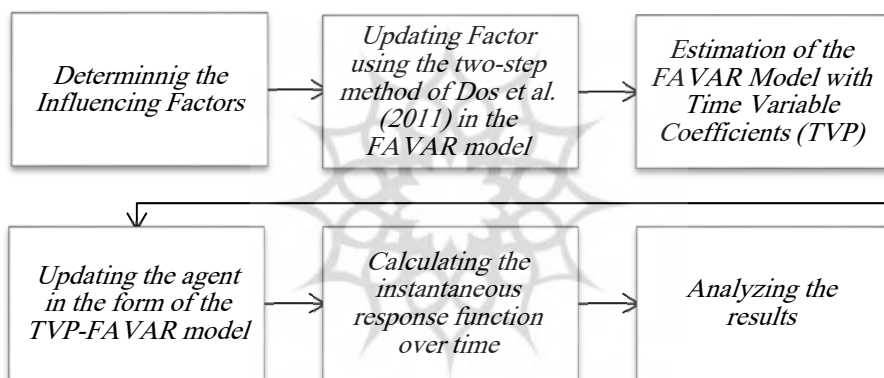 Determinnig the
Influencing Factors
Updating Factor
using the two-step
method of Dos et al.
(2011) in the
FAVAR model
Estimation of the
FAVAR Model with
Time Variable
Coefficients (TVP)
Updating the agent
in the form of the
TVP-FAVAR model
Calculating the
instantaneous
response function
over time
Analyzing the
results